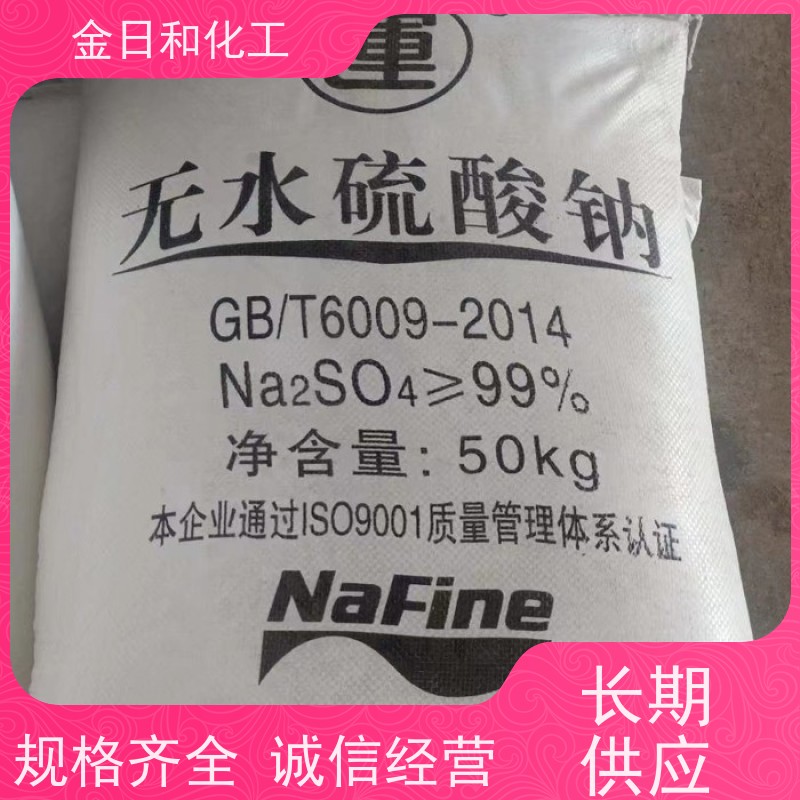 金日和化工
無水硫酸钠
GB/T6009-2014
Na2SO4≥99%
净含量: 50kg
本企业通过ISO9001质量管理体系认证
NaFine
规格齐全 诚信经营
长期
供应